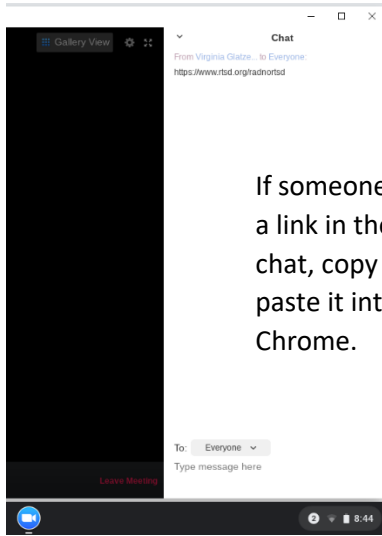 Gallery View
Chat
From Virginia Glatze... to Everyone:
https://www.rtsd.org/radnortsd
If someone
a link in the
chat, copy
paste it int
Chrome.
To: Everyone
Type message here
Leave Meeting
2 8:44